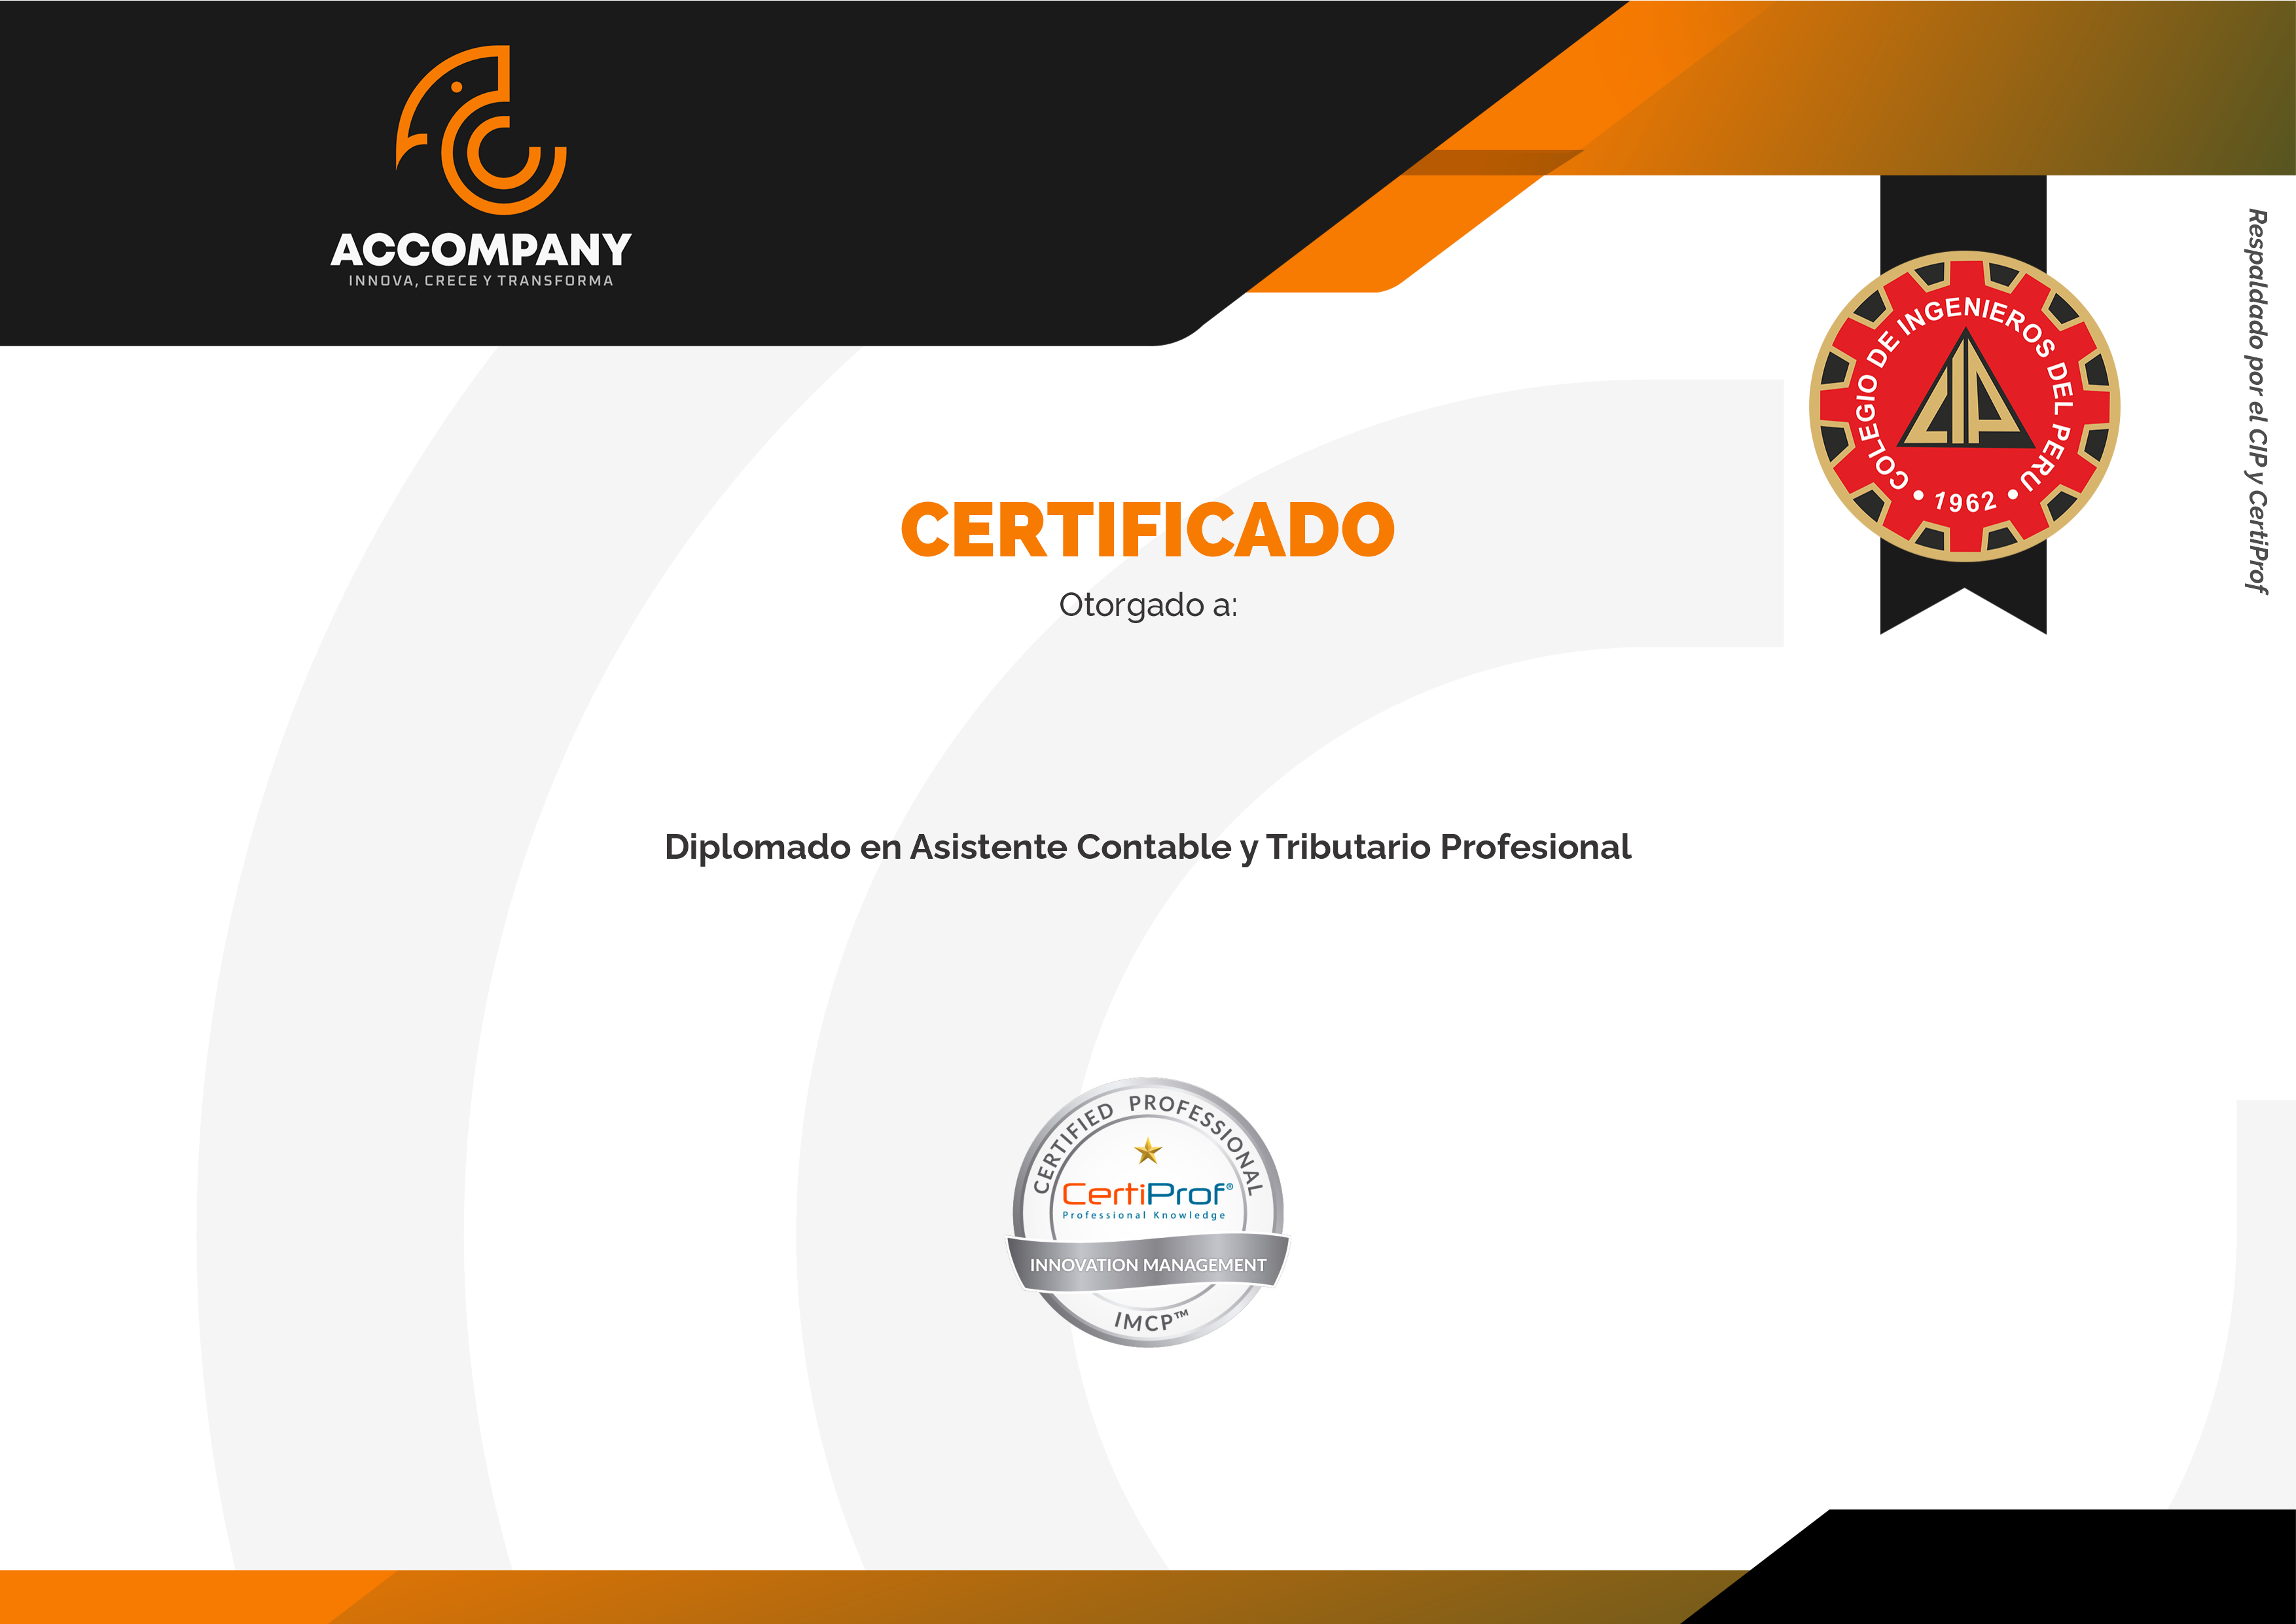 ACCOMPANY
INNOVA, CRECE Y TRANSFORMA
COLEGIO DE INGENIEROS DEL PERU
CIP
• 1962 •
Respaldado por el CIP y CertiProf
CERTIFICADO
Otorgado a:
Diplomado en Asistente Contable y Tributario Profesional
CERTIFIED PROFESSIONAL
CertiProf®
Professional Knowledge
INNOVATION MANAGEMENT
IMCP™